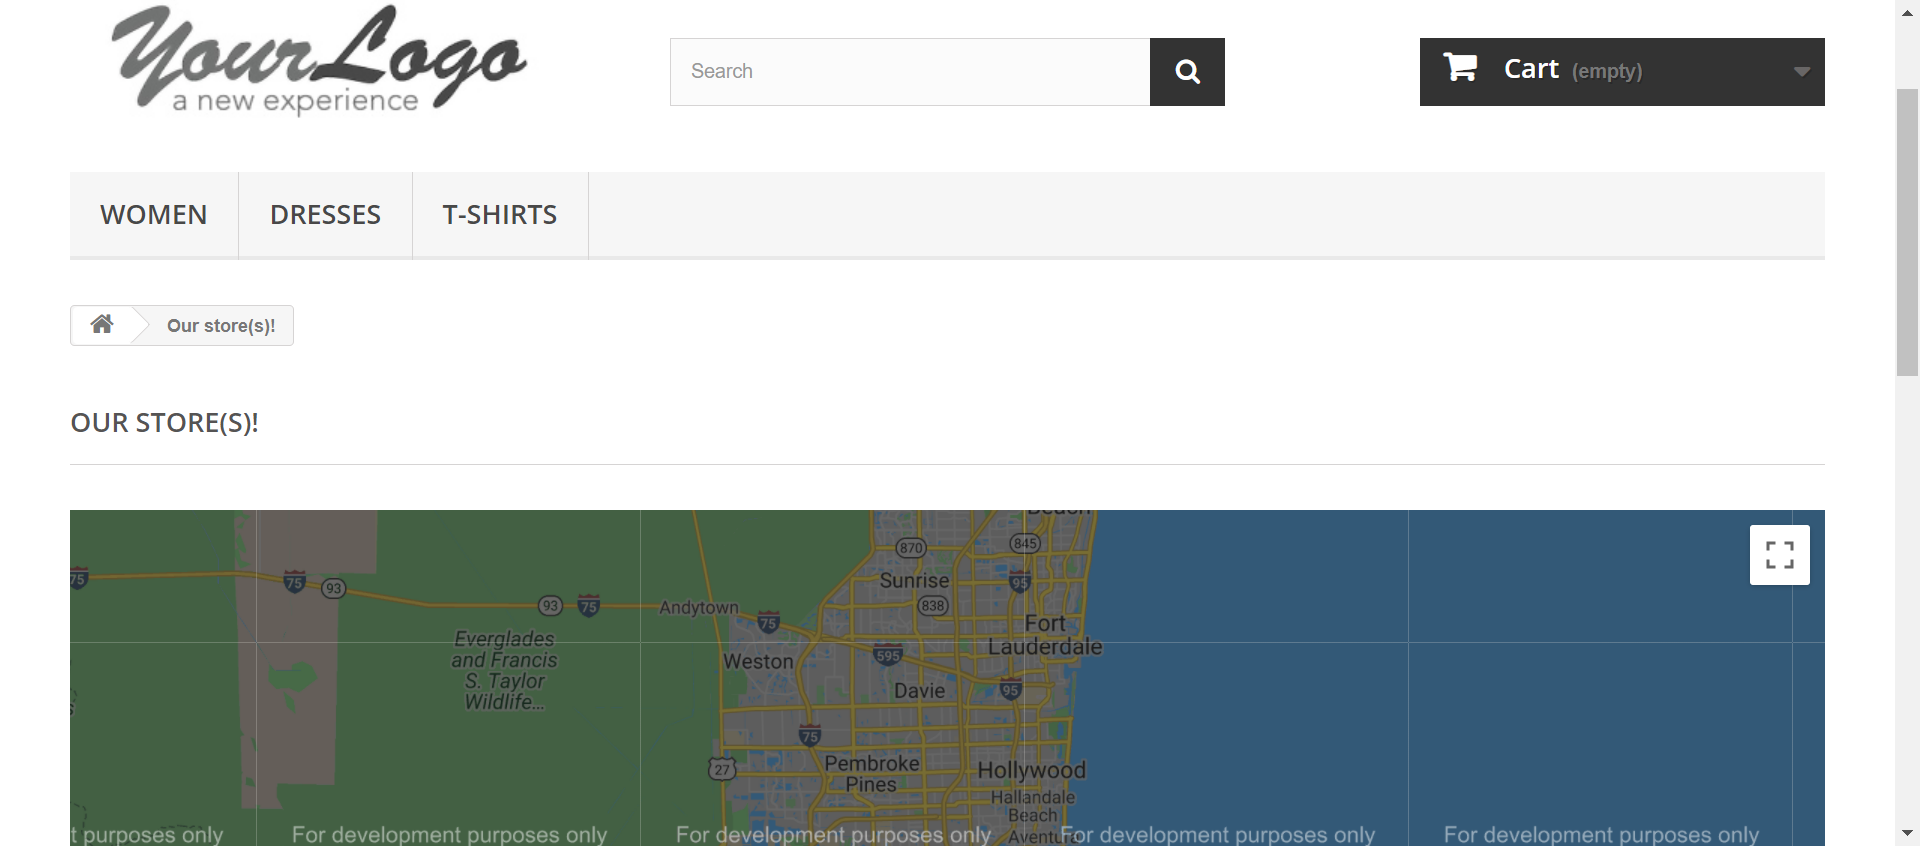 YourLogo
a new experience
Search
Cart (empty)
WOMEN
DRESSES
T-SHIRTS
Our store(s)!
OUR STORE(S)!
Beach
870
845
75
75
93
Sunrise
95
93
75
Andytown
838
75
Fort
Lauderdale
Everglades
and Francis
S. Taylor
Wildlife...
Weston
595
Davie
95
75
27
Pembroke
Pines
Hollywood
Hallandale
Beach
Aventura
t purposes only
For development purposes only
For development purposes only
For development purposes only
For development purposes only